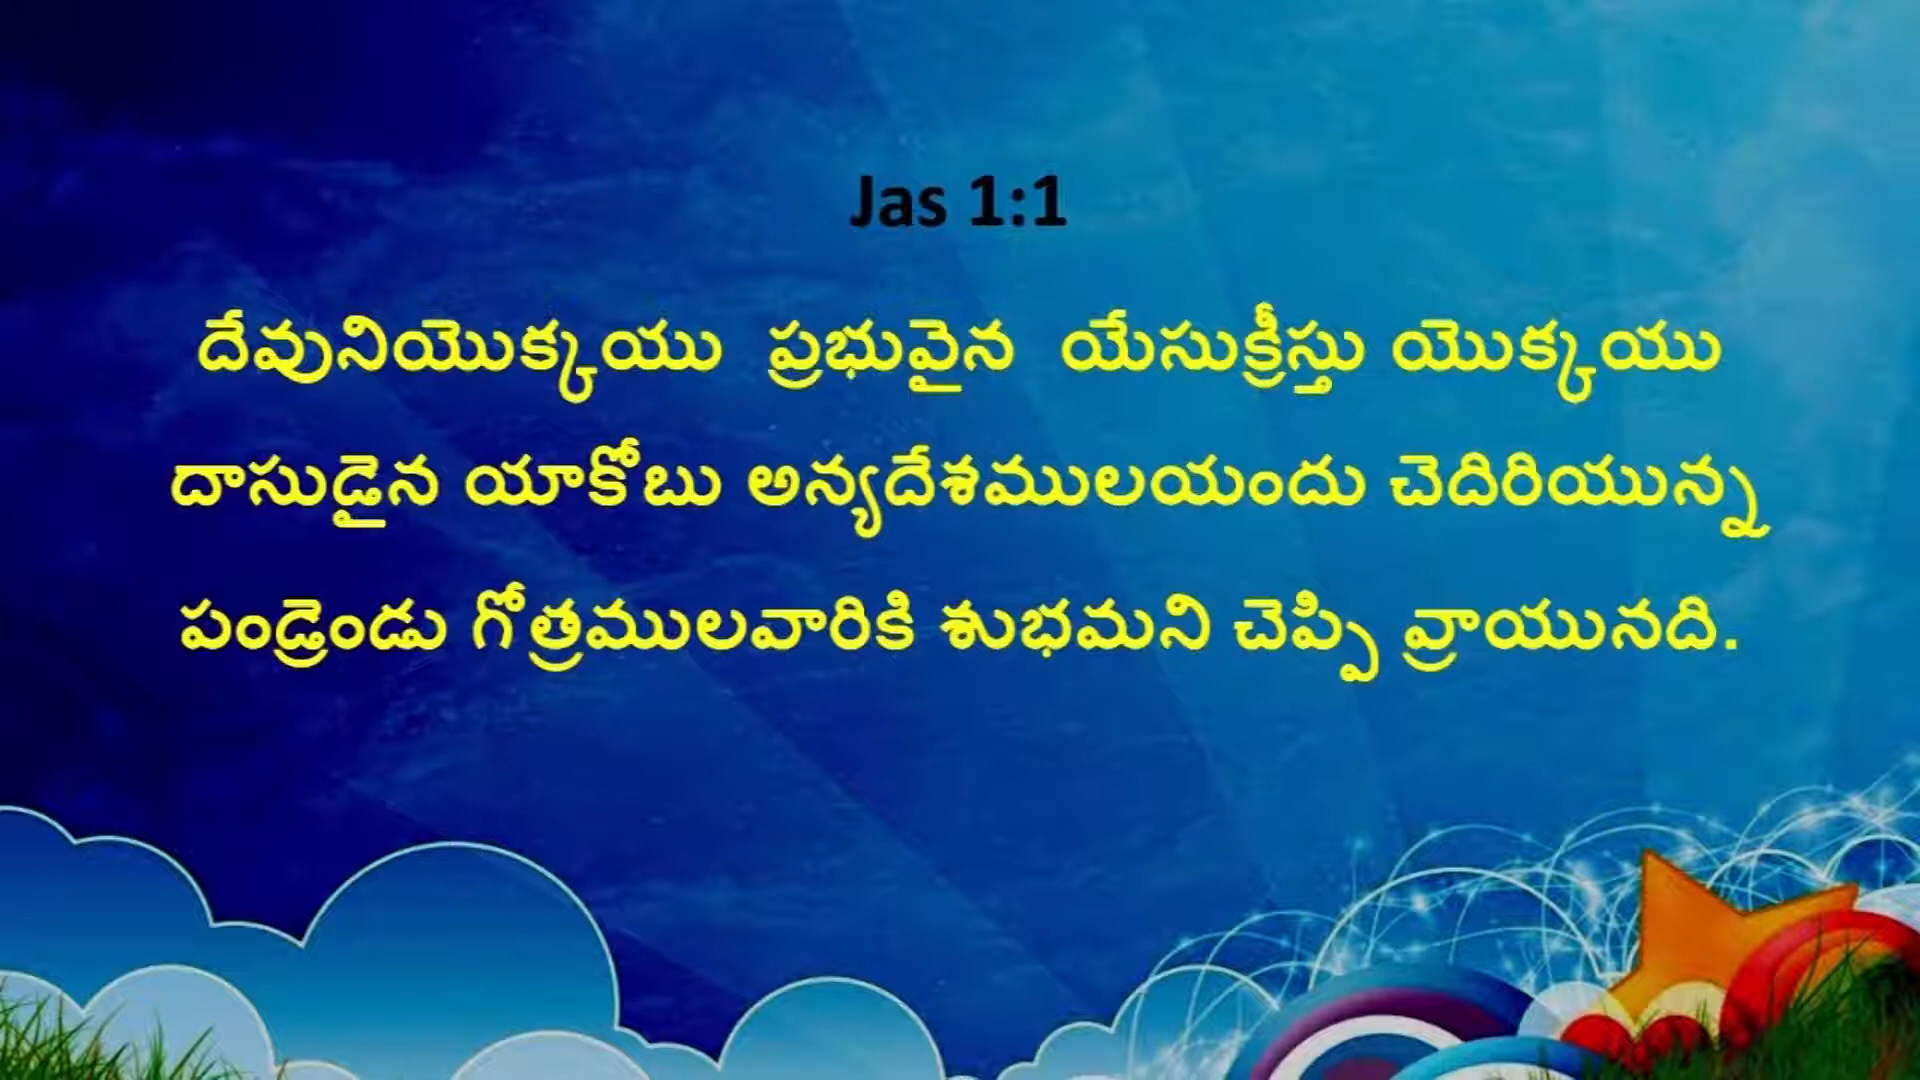 Jas 1:1
దేవునియొక్కయు ప్రభువైన యేసుక్రీస్తు యొక్కయు
దాసుడైన యాకోబు అన్యదేశములయందు చెదిరియున్న
పండ్రెండు గోత్రములవారికి శుభమని చెప్పి వ్రాయునది.